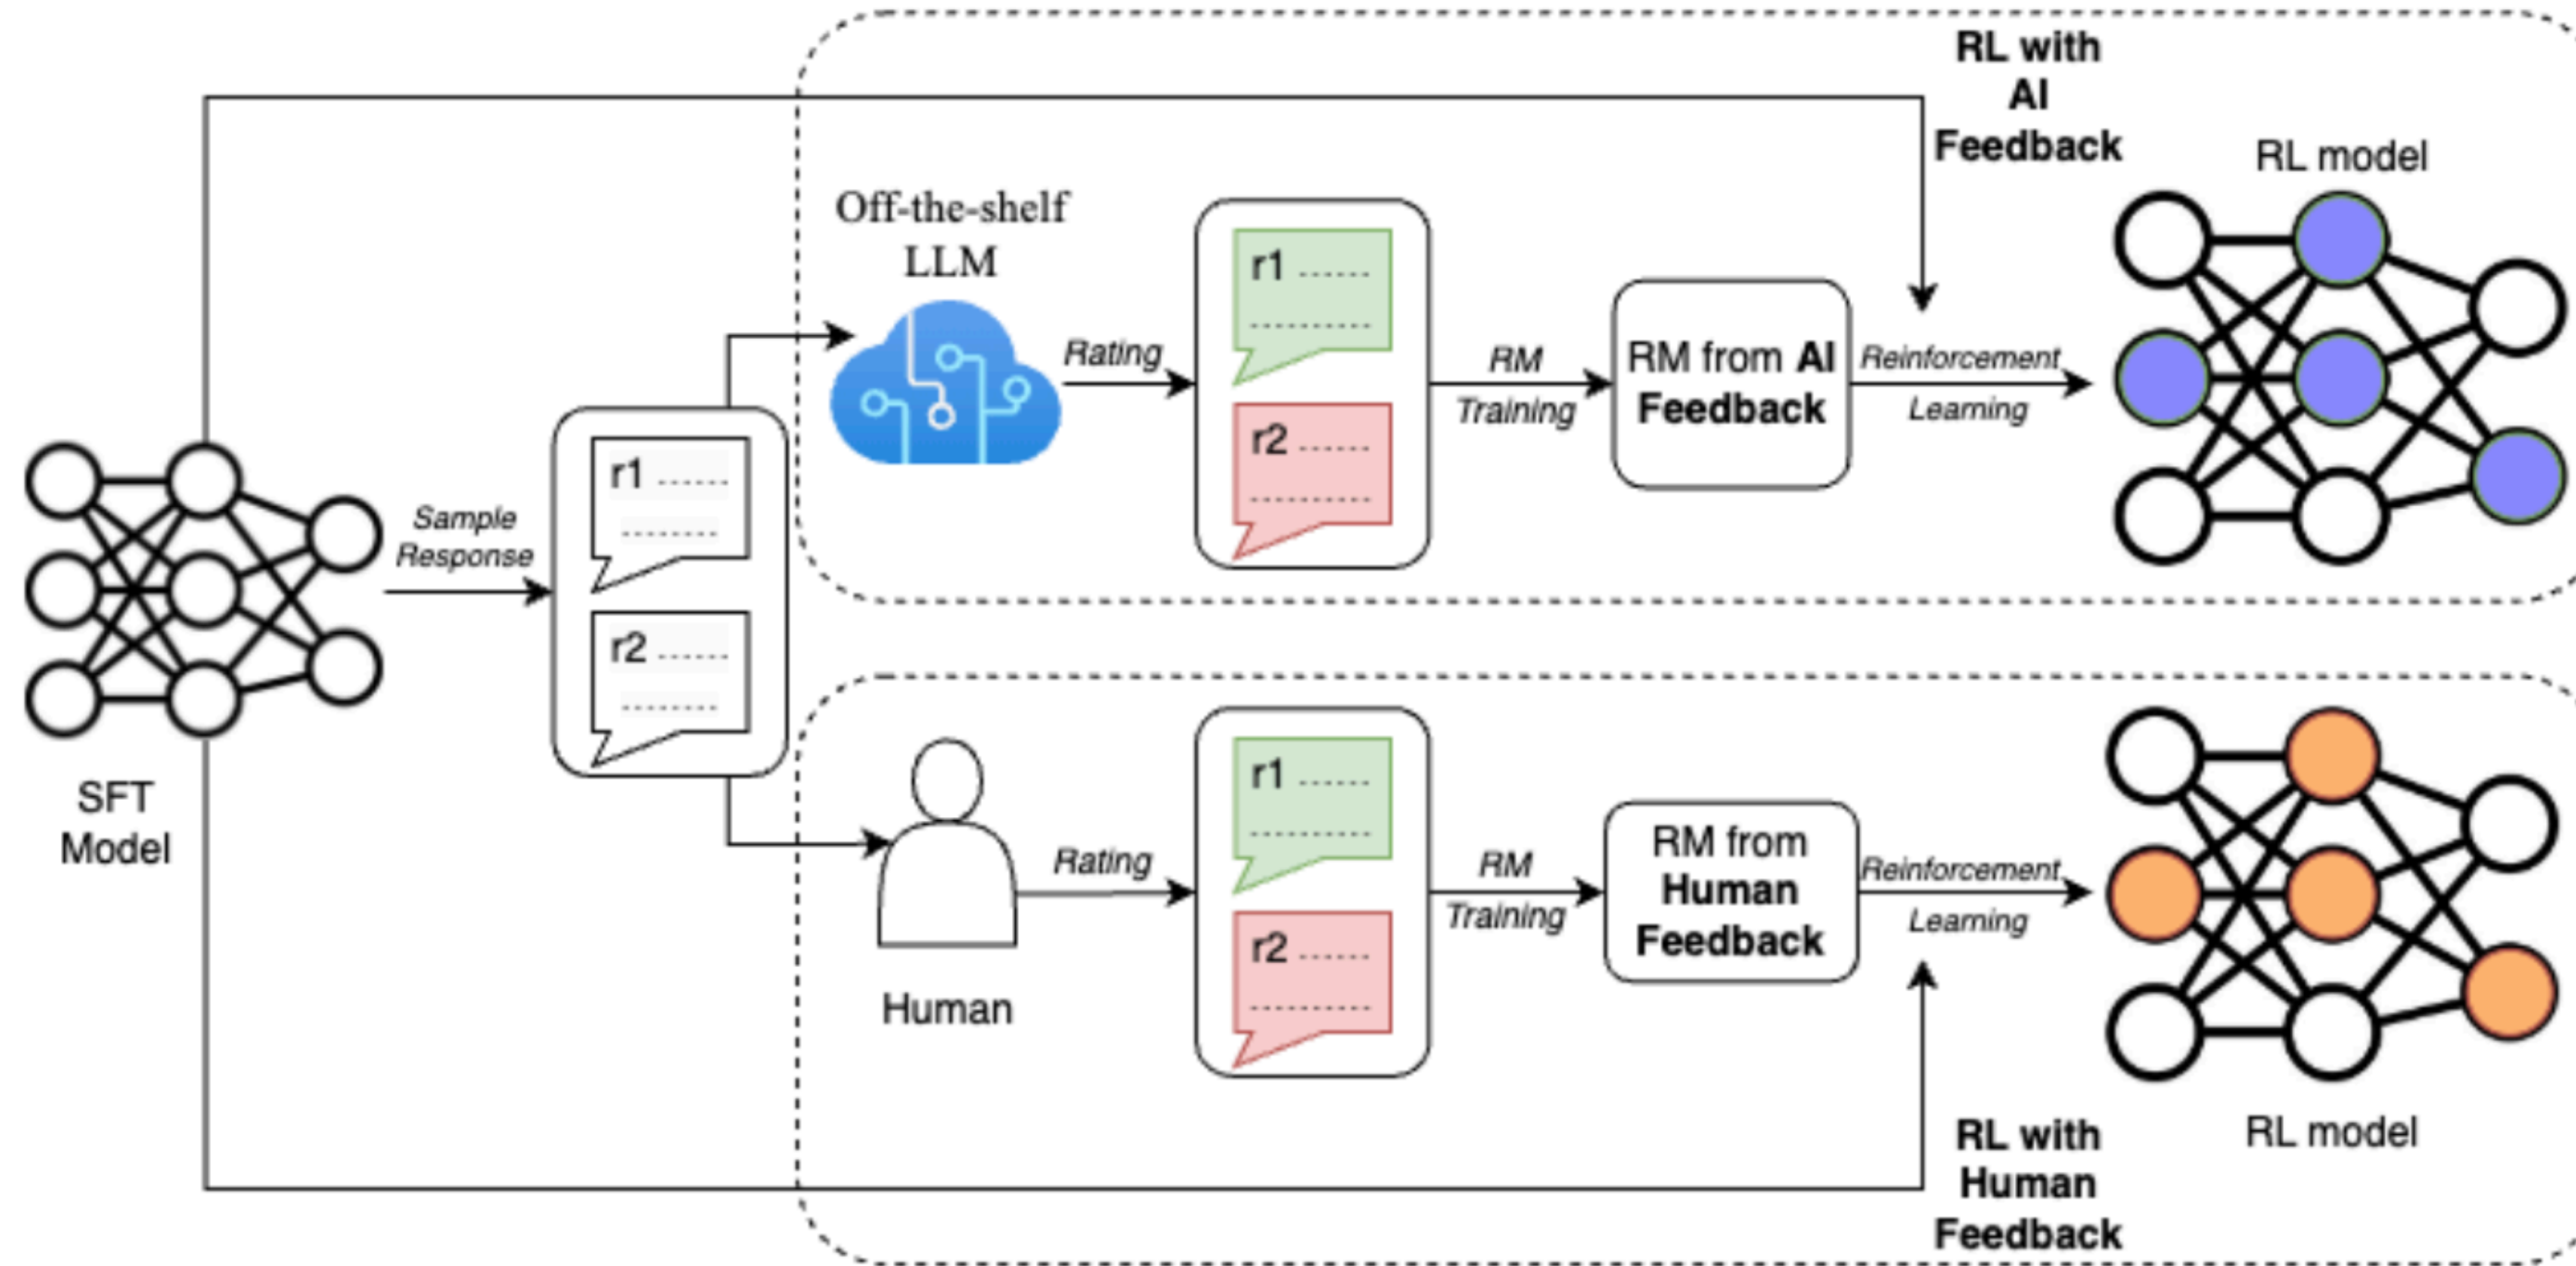 SFT
Model
Sample
Response
r1
r2
RL with
AI
Feedback
Off-the-shelf
LLM
Rating
r1
r2
RM
Training
RM from AI
Feedback
Reinforcement
Learning
RL model
Human
Rating
r1
r2
RM
Training
RM from
Human
Feedback
Reinforcement
Learning
RL with
Human
Feedback
RL model